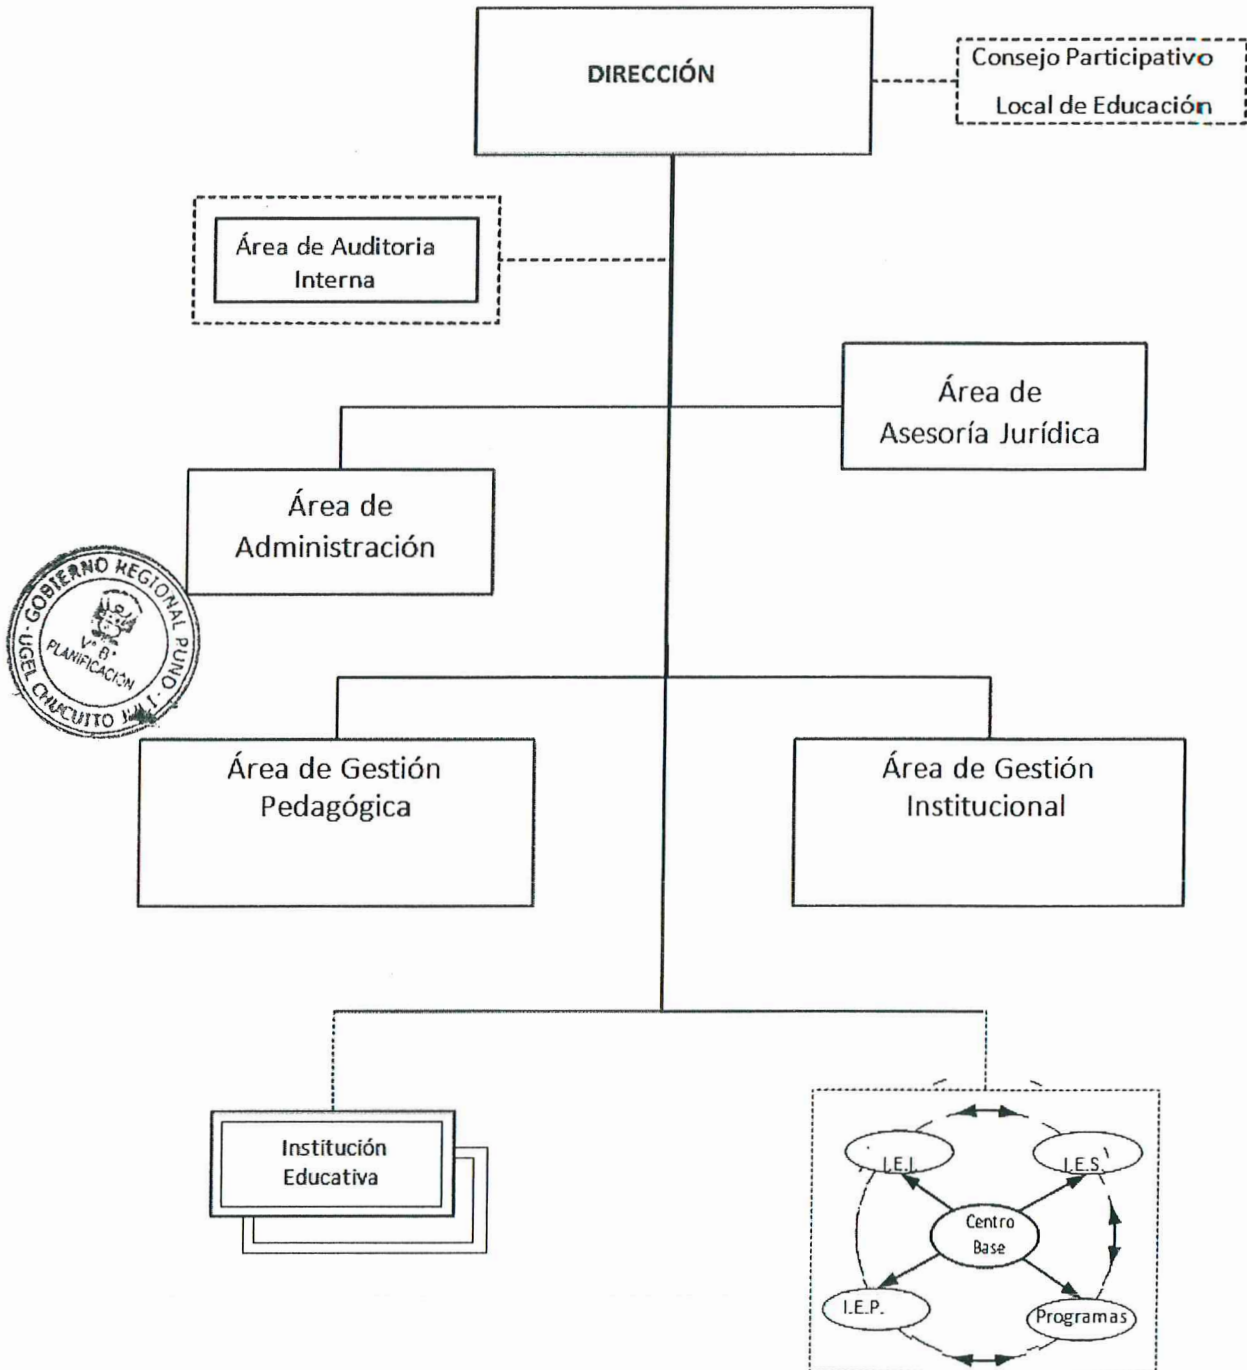 DIRECCIÓN
Consejo Participativo
Local de Educación
Área de Auditoria
Interna
Área de
Asesoría Jurídica
Área de
Administración
GOBIERNO REGIONAL PUNO
UGEL CHUCUITO
V° B°
PLANIFICACIÓN
Área de Gestión
Pedagógica
Área de Gestión
Institucional
Institución
Educativa
I.E.I.
I.E.S.
Centro
Base
I.E.P.
Programas